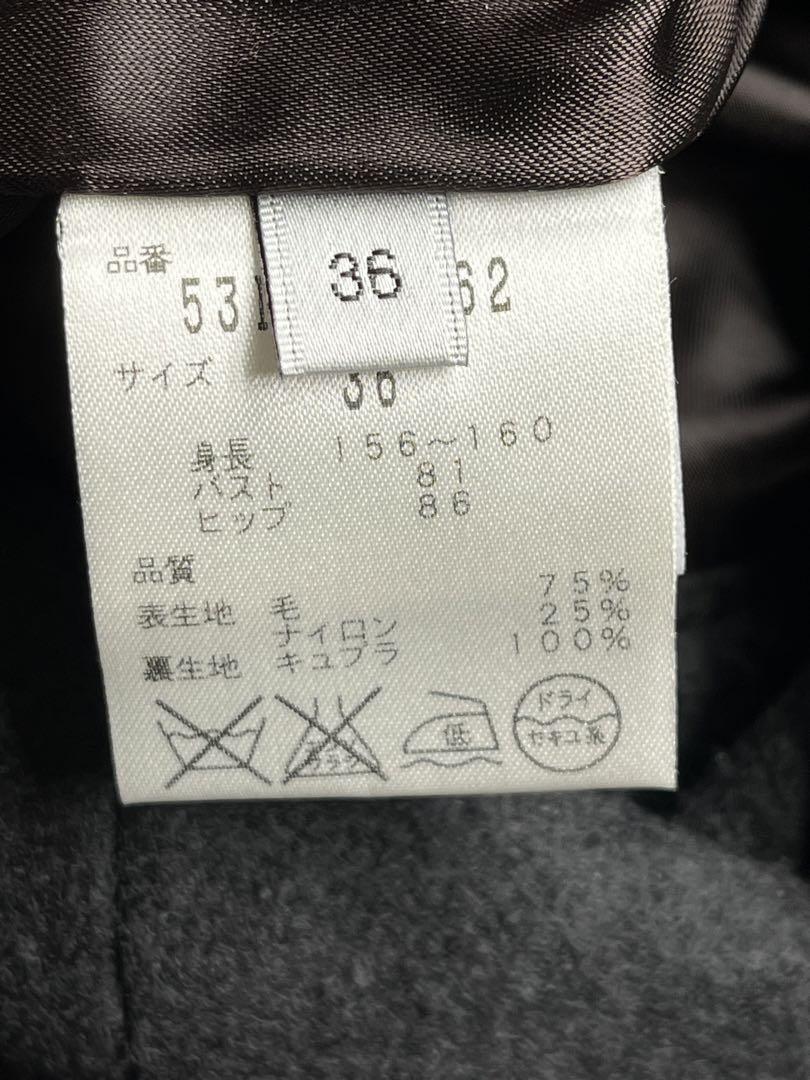 品番
36
サイズ
36
身長 156~160
バスト 81
ヒップ 86
品質
表生地 毛 75%
ナイロン 25%
裏生地 キュプラ 100%
低
ドライ
セキユ系